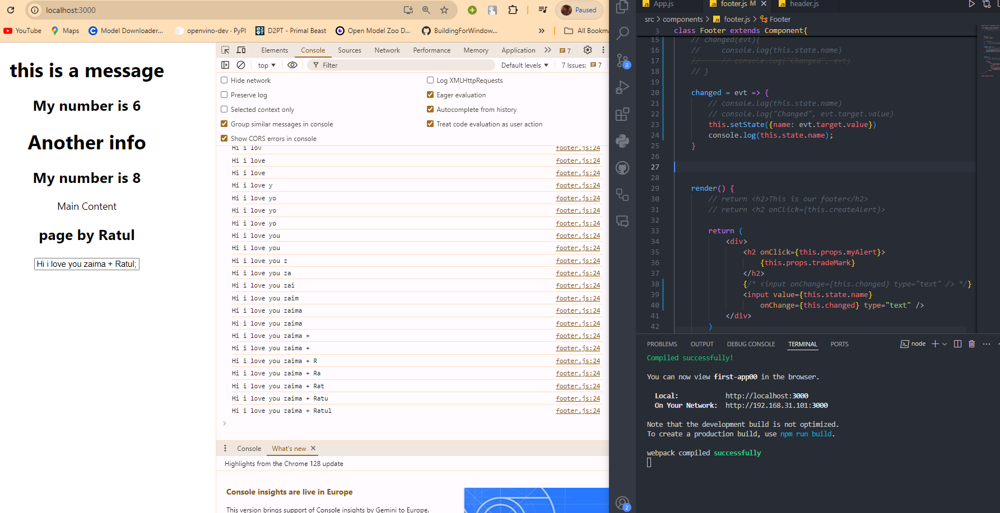 localhost:3000
Paused
YouTube
Maps
Model Downloader...
openvino-dev · PyPI
D2PT - Primal Beast
Open Model Zoo D...
BuildingForWindow...
»
All Bookma
this is a message
My number is 6
Another info
My number is 8
Main Content
page by Ratul
Hi i love you zaima + Ratul;
Elements
Console
Sources
Network
Performance
Memory
Application
»
7
top ▼
Filter
Default levels ▼
7 Issues:
7
Hide network
Log XMLHttpRequests
Preserve log
Eager evaluation
Selected context only
Autocomplete from history
Group similar messages in console
Treat code evaluation as user action
Show CORS errors in console
Hi i lov footer.js:24
Hi i love footer.js:24
Hi i love footer.js:24
Hi i love y footer.js:24
Hi i love yo footer.js:24
Hi i love yo footer.js:24
Hi i love yo footer.js:24
Hi i love you footer.js:24
Hi i love you footer.js:24
Hi i love you z footer.js:24
Hi i love you za footer.js:24
Hi i love you zai footer.js:24
Hi i love you zaim footer.js:24
Hi i love you zaima footer.js:24
Hi i love you zaima footer.js:24
Hi i love you zaima + footer.js:24
Hi i love you zaima + footer.js:24
Hi i love you zaima + R footer.js:24
Hi i love you zaima + Ra footer.js:24
Hi i love you zaima + Rat footer.js:24
Hi i love you zaima + Ratu footer.js:24
Hi i love you zaima + Ratul footer.js:24
>
Console
What's new
Highlights from the Chrome 128 update
Console insights are live in Europe
This version brings support of Console insights by Gemini to Europe.
3
2
JS App.js
JS footer.js M
JS header.js
src > components > JS footer.js > Footer
3 class Footer extends Component{
15 // changed(evt){
16 //     console.log(this.state.name)
17 //     // console.log("Changed", evt)
18 // }
19
20 changed = evt => {
21 // console.log(this.state.name)
22 // console.log("Changed", evt.target.value)
23 this.setState({name: evt.target.value})
24 console.log(this.state.name);
25 }
26
27
28
29 render() {
30 // return <h2>This is our footer</h2>
31 // return <h2 onClick={this.createAlert}>
32
33 return (
34 <div>
35 <h2 onClick={this.props.myAlert}>
36 {this.props.tradeMark}
37 </h2>
38 {/* <input onChange={this.changed} type="text" /> */}
39 <input value={this.state.name}
40 onChange={this.changed} type="text" />
41 </div>
42 )
PROBLEMS
OUTPUT
DEBUG CONSOLE
TERMINAL
PORTS
node
Compiled successfully!
You can now view first-app00 in the browser.
Local: http://localhost:3000
On Your Network: http://192.168.31.101:3000
Note that the development build is not optimized.
To create a production build, use npm run build.
webpack compiled successfully